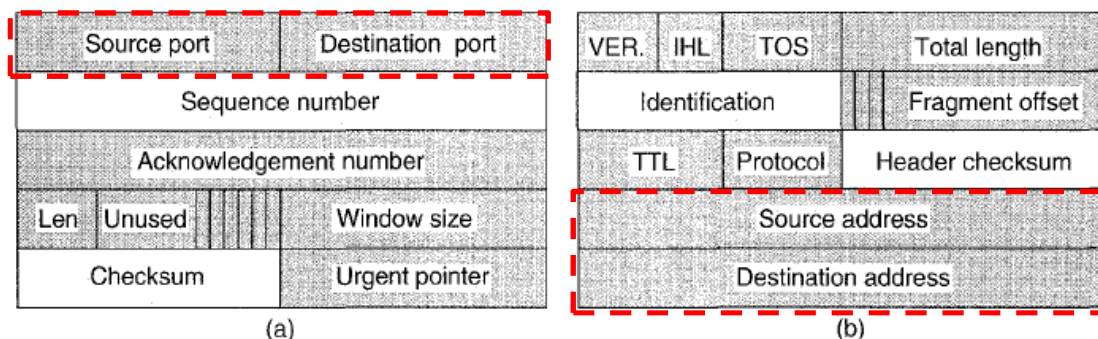 Source port Destination port
Sequence number
Acknowledgement number
Len Unused Window size
Checksum Urgent pointer
(a)
VER. IHL TOS Total length
Identification Fragment offset
TTL Protocol Header checksum
Source address
Destination address
(b)